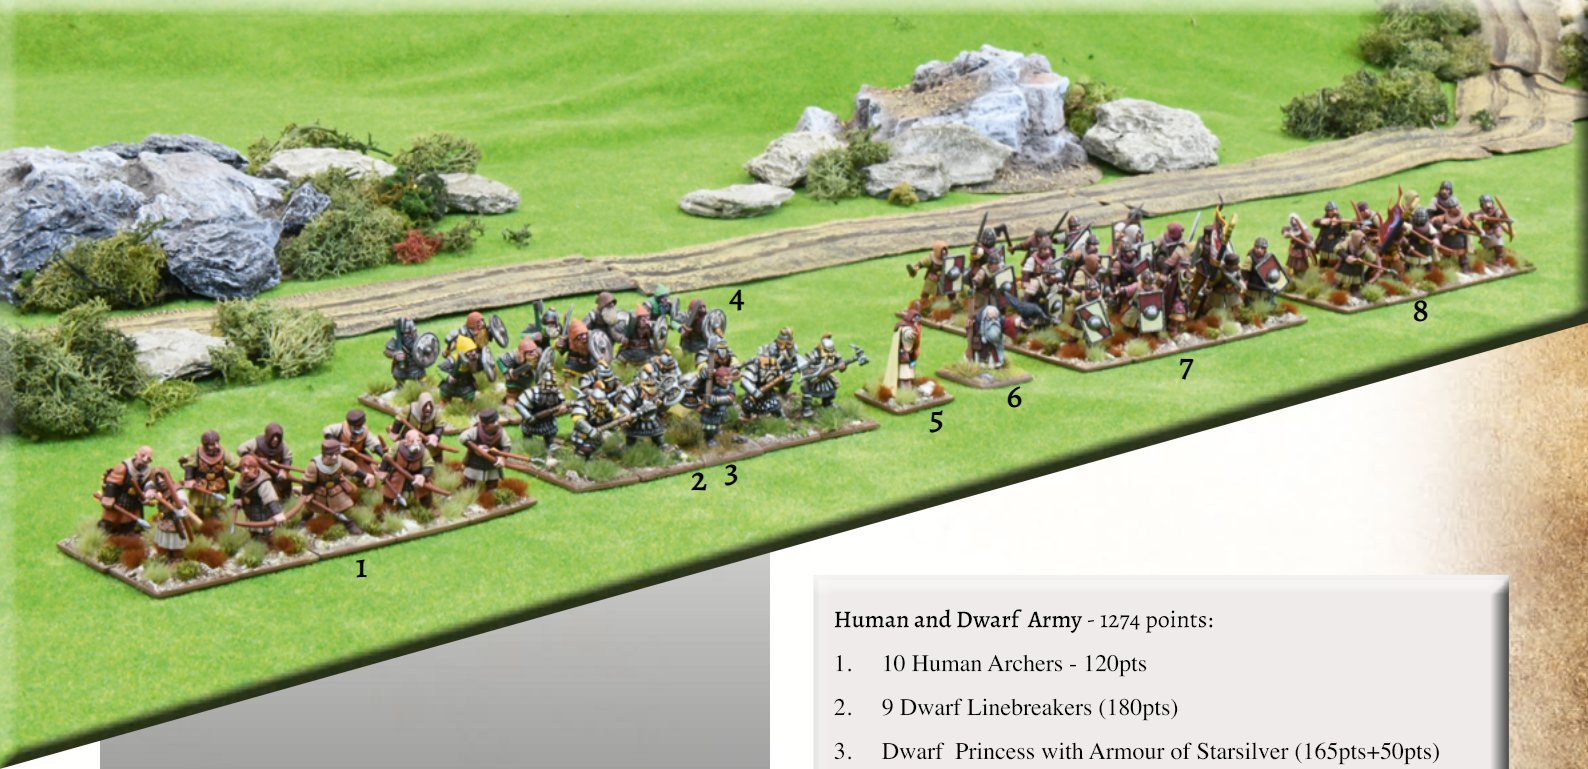 4
8
7
6
5
2 3
1
Human and Dwarf Army - 1274 points:
1. 10 Human Archers - 120pts
2. 9 Dwarf Linebreakers (180pts)
3. Dwarf Princess with Armour of Starsilver (165pts+50pts)